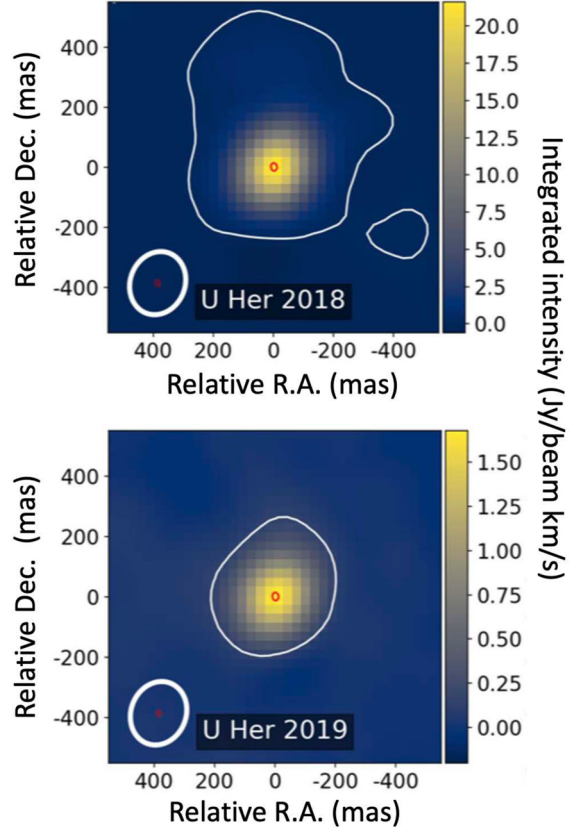 400
200
0
-200
-400
Relative Dec. (mas)
U Her 2018
400 200 0 -200 -400
Relative R.A. (mas)
20.0
17.5
15.0
12.5
10.0
7.5
5.0
2.5
0.0
Integrated intensity (Jy/beam km/s)
400
200
0
-200
-400
Relative Dec. (mas)
U Her 2019
400 200 0 -200 -400
Relative R.A. (mas)
1.50
1.25
1.00
0.75
0.50
0.25
0.00